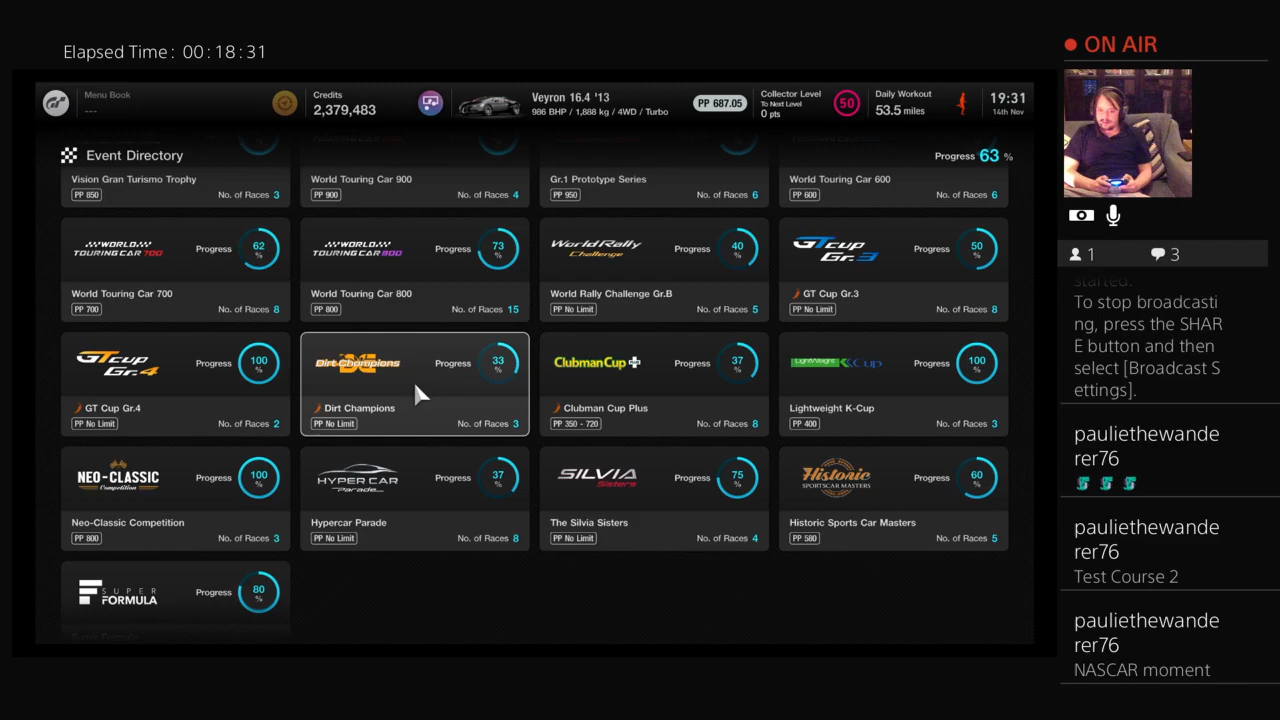 Elapsed Time: 00:18:31
ON AIR
Menu Book
---
Credits
2,379,483
Veyron 16.4 '13
986 BHP / 1,888 kg / 4WD / Turbo
PP 687.05
Collector Level
To Next Level
0 pts
50
Daily Workout
53.5 miles
19:31
14th Nov
Event Directory
Progress 63 %
Vision Gran Turismo Trophy
PP 850
No. of Races 3
World Touring Car 900
PP 900
No. of Races 4
Gr.1 Prototype Series
PP 950
No. of Races 6
World Touring Car 600
PP 600
No. of Races 6
WORLD
TOURING CAR 700
Progress 62 %
World Touring Car 700
PP 700
No. of Races 8
WORLD
TOURING CAR 800
Progress 73 %
World Touring Car 800
PP 800
No. of Races 15
World Rally
Challenge
Progress 40 %
World Rally Challenge Gr.B
PP No Limit
No. of Races 5
GT cup
Gr.3
Progress 50 %
GT Cup Gr.3
PP No Limit
No. of Races 8
GT cup
Gr.4
Progress 100 %
GT Cup Gr.4
PP No Limit
No. of Races 2
Dirt Champions
Progress 33 %
Dirt Champions
PP No Limit
No. of Races 3
Clubman Cup +
Progress 37 %
Clubman Cup Plus
PP 350 - 720
No. of Races 8
LightWeight K Cup
Progress 100 %
Lightweight K-Cup
PP 400
No. of Races 3
NEO-CLASSIC
Competition
Progress 100 %
Neo-Classic Competition
PP 800
No. of Races 3
HYPER CAR
Parade
Progress 37 %
Hypercar Parade
PP No Limit
No. of Races 8
SILVIA
Sisters
Progress 75 %
The Silvia Sisters
PP No Limit
No. of Races 4
Historic
SPORTSCAR MASTERS
Progress 60 %
Historic Sports Car Masters
PP 580
No. of Races 5
SUPER
FORMULA
Progress 80 %
Super Formula
1
3
started.
To stop broadcasti
ng, press the SHAR
E button and then
select [Broadcast S
ettings].
pauliethewande
rer76
pauliethewande
rer76
Test Course 2
pauliethewande
rer76
NASCAR moment